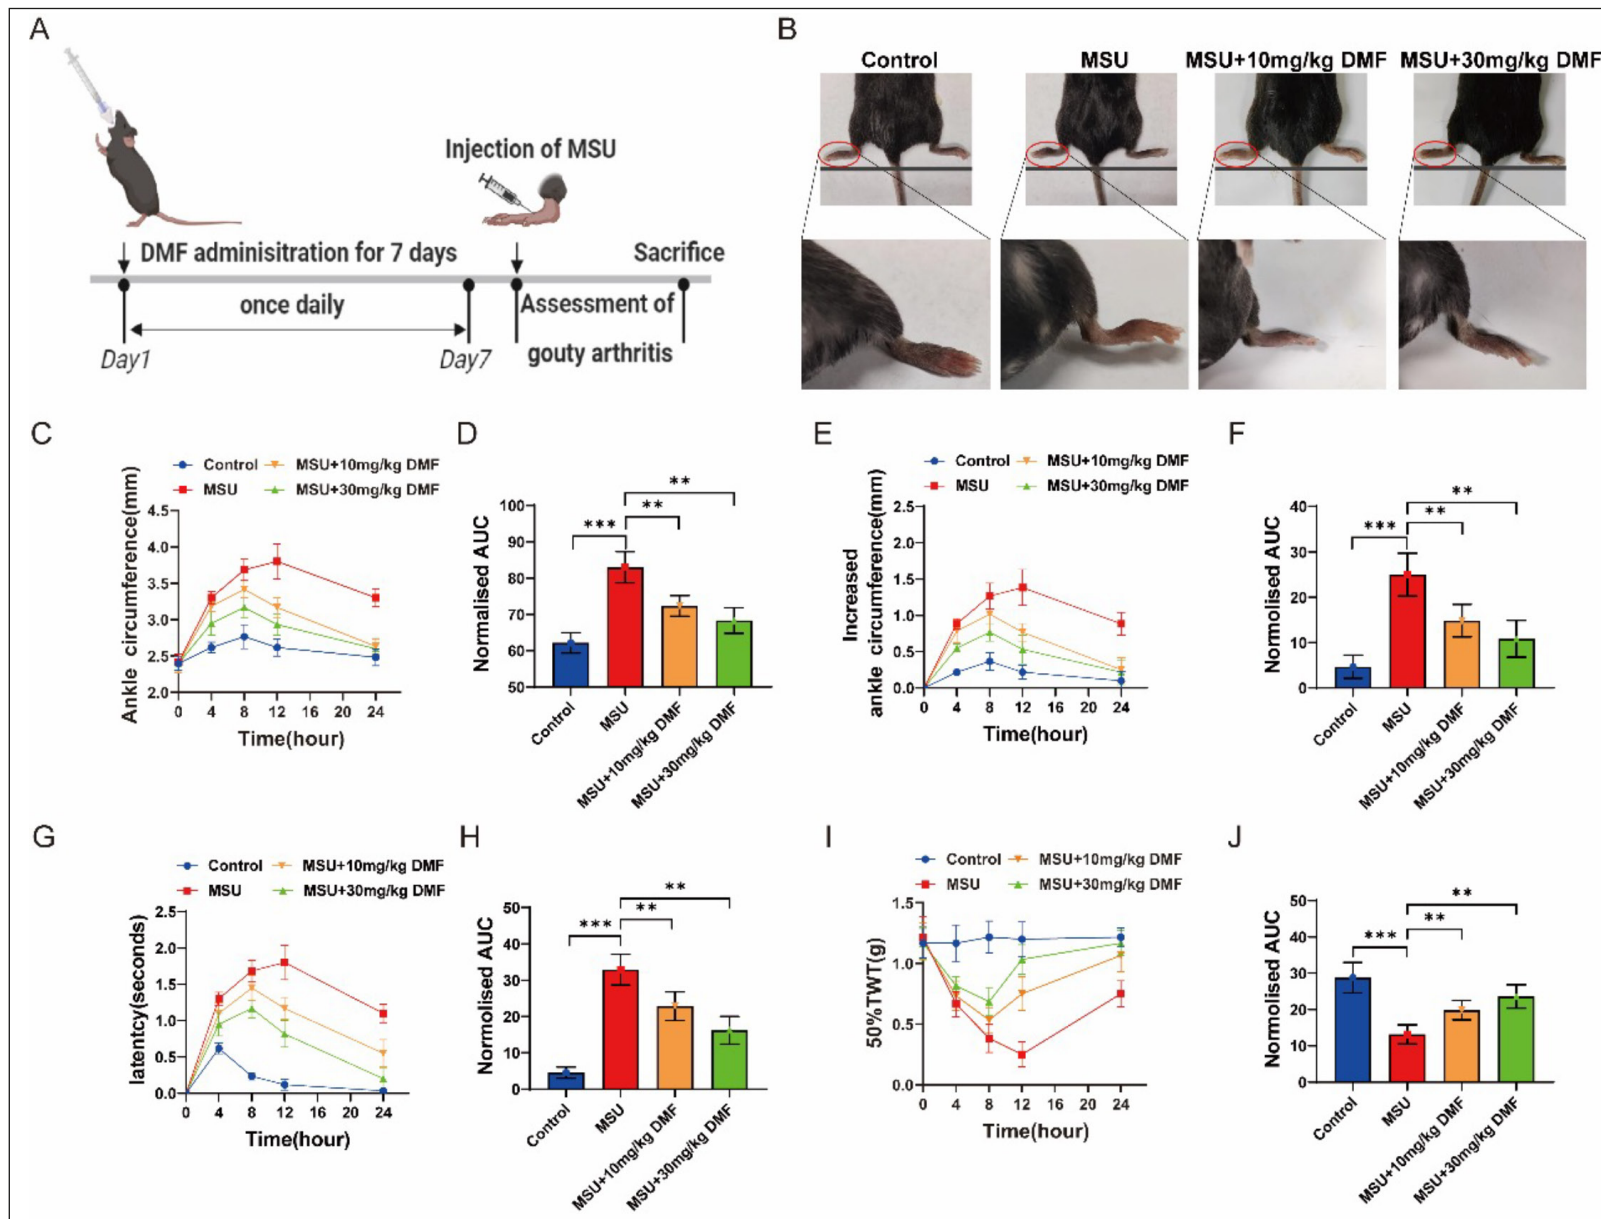 A
Injection of MSU
DMF adminisitration for 7 days
Sacrifice
once daily
Assessment of
gouty arthritis
Day1
Day7
B
Control
MSU
MSU+10mg/kg DMF
MSU+30mg/kg DMF
C
Control
MSU+10mg/kg DMF
MSU
MSU+30mg/kg DMF
Ankle circumference(mm)
4.5
4.0
3.5
3.0
2.5
2.0
0 4 8 12 16 20 24
Time(hour)
D
Normalised AUC
100
90
80
70
60
50
***
**
**
Control
MSU
MSU+10mg/kg DMF
MSU+30mg/kg DMF
E
Control
MSU+10mg/kg DMF
MSU
MSU+30mg/kg DMF
Increased
ankle circumference(mm)
2.5
2.0
1.5
1.0
0.5
0.0
0 4 8 12 16 20 24
Time(hour)
F
Normolised AUC
40
30
20
10
0
***
**
**
Control
MSU
MSU+10mg/kg DMF
MSU+30mg/kg DMF
G
Control
MSU+10mg/kg DMF
MSU
MSU+30mg/kg DMF
latentcy(seconds)
2.5
2.0
1.5
1.0
0.5
0.0
0 4 8 12 16 20 24
Time(hour)
H
Normolised AUC
50
40
30
20
10
0
***
**
**
Control
MSU
MSU+10mg/kg DMF
MSU+30mg/kg DMF
I
Control
MSU+10mg/kg DMF
MSU
MSU+30mg/kg DMF
50%TWT(g)
1.5
1.0
0.5
0.0
0 4 8 12 16 20 24
Time(hour)
J
Normolised AUC
50
40
30
20
10
0
***
**
**
Control
MSU
MSU+10mg/kg DMF
MSU+30mg/kg DMF